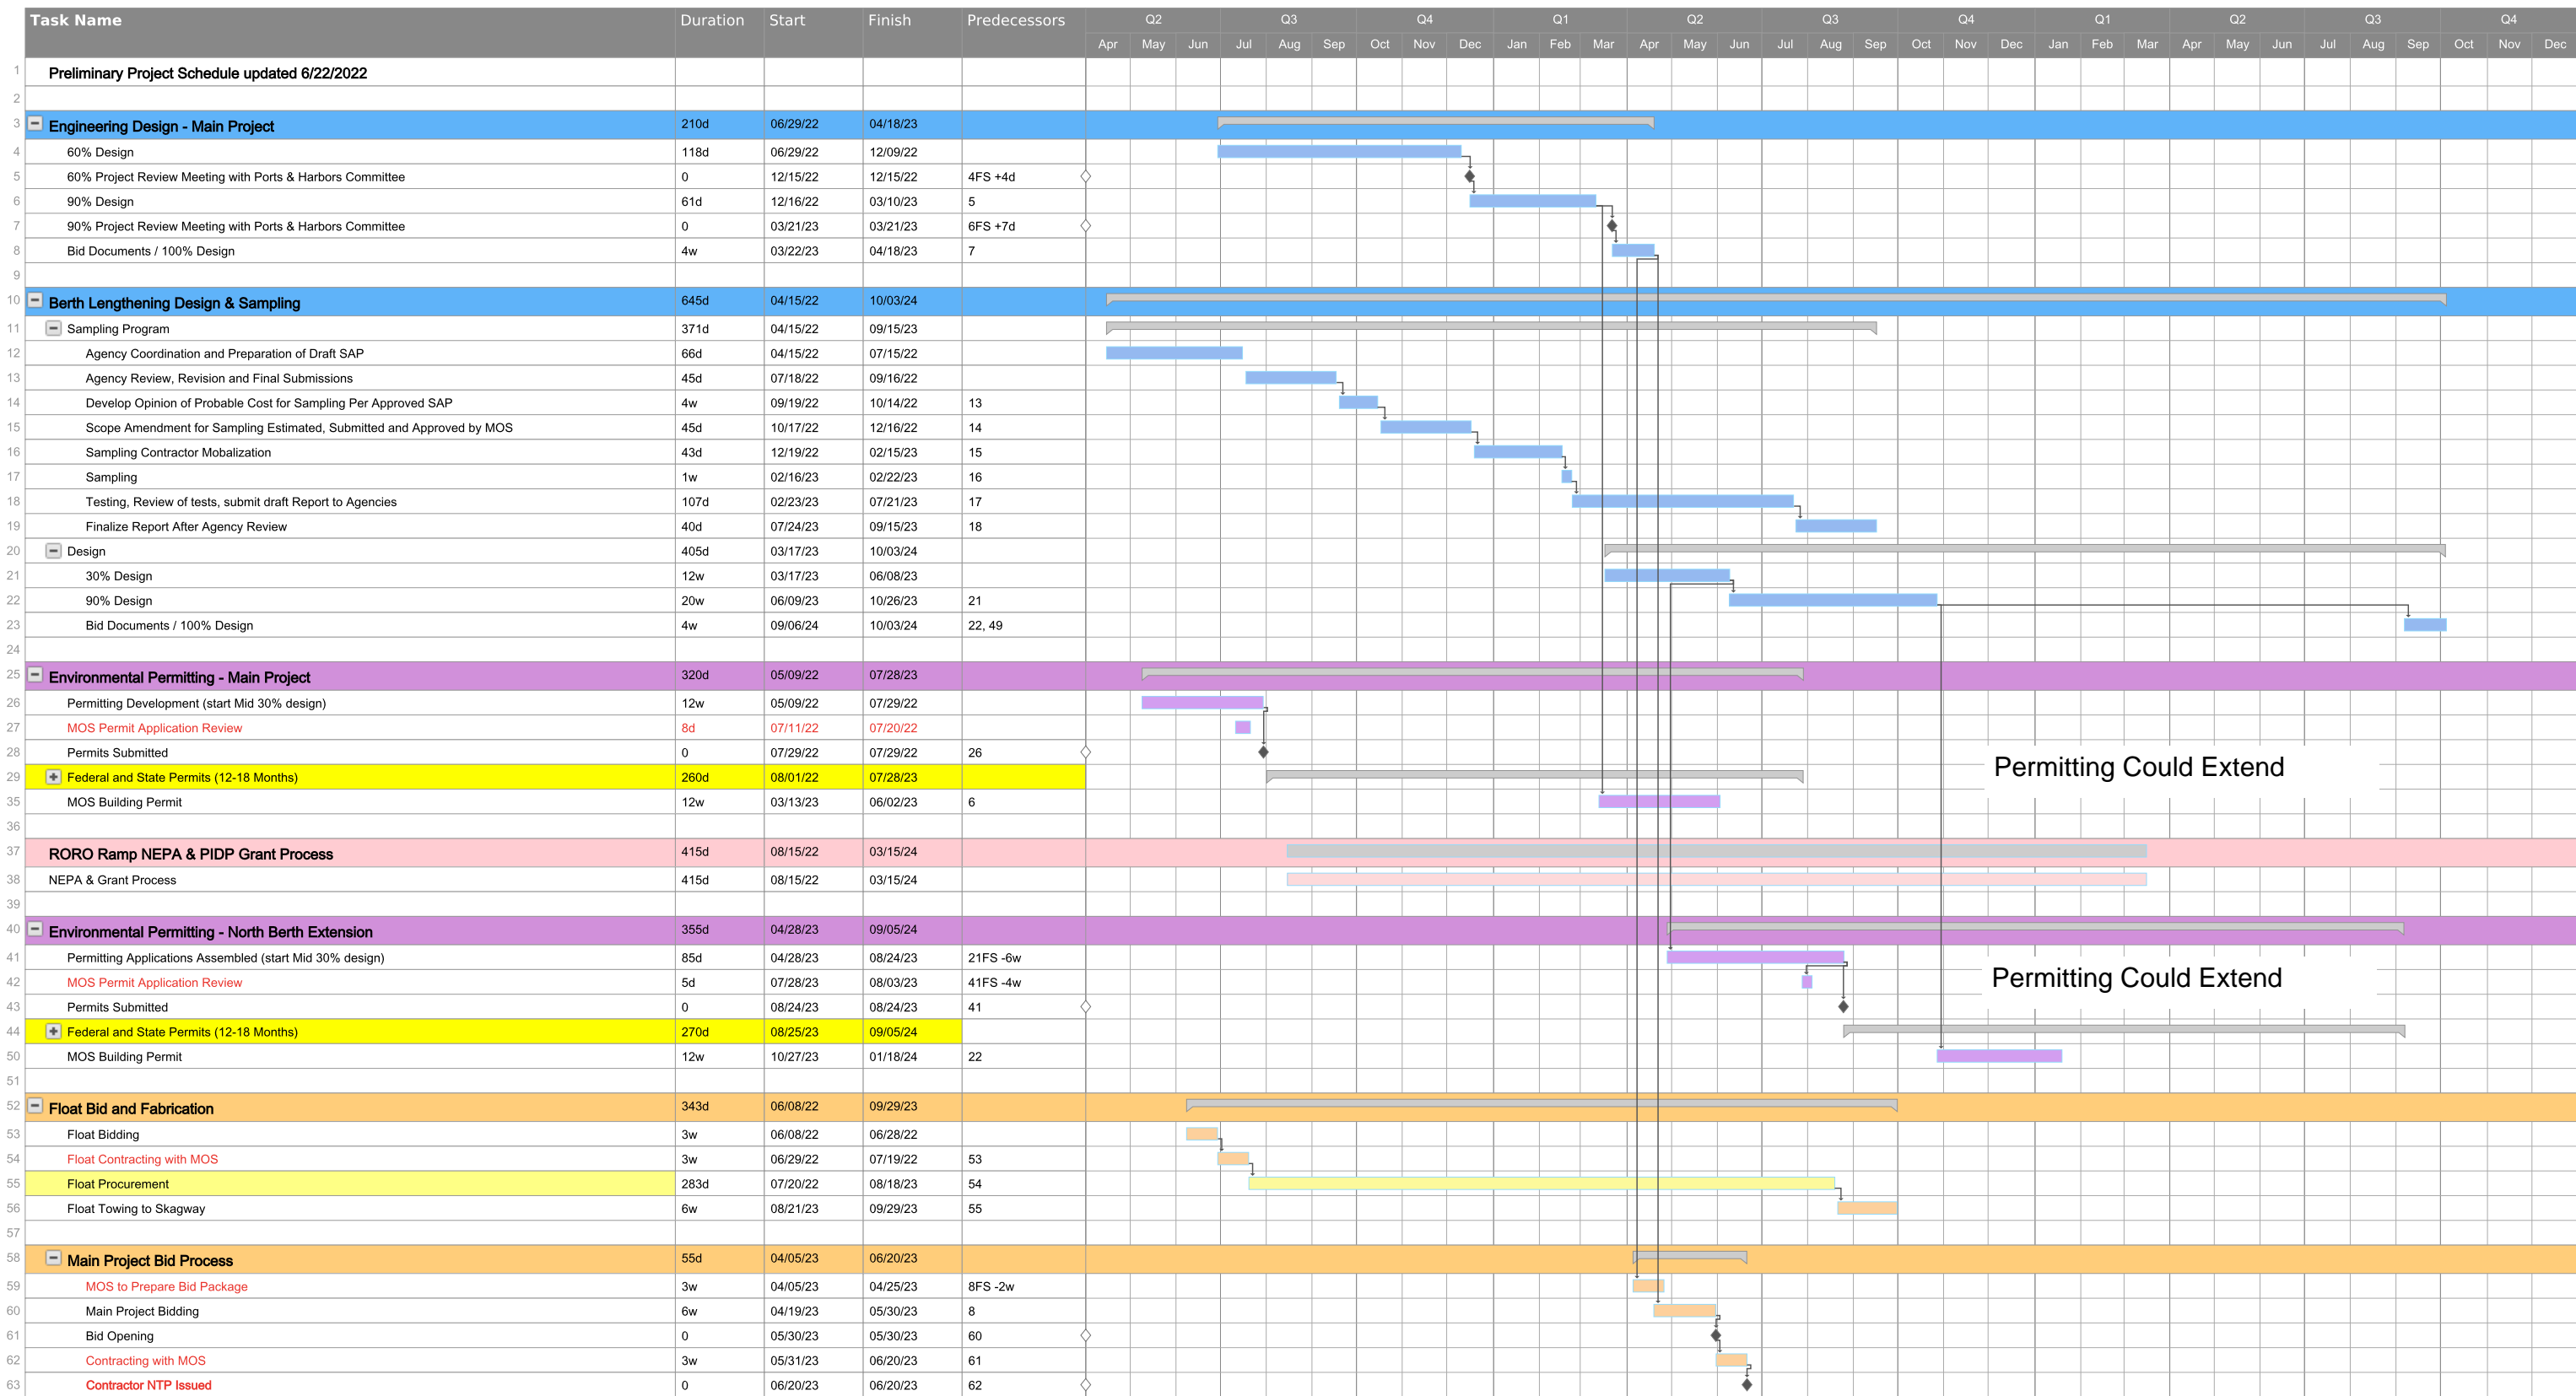 Task Name Duration Start Finish Predecessors Q2 Q3 Q4 Q1 Q2 Q3 Q4 Q1 Q2 Q3 Q4
Apr May Jun Jul Aug Sep Oct Nov Dec Jan Feb Mar Apr May Jun Jul Aug Sep Oct Nov Dec Jan Feb Mar Apr May Jun Jul Aug Sep Oct Nov Dec
1 Preliminary Project Schedule updated 6/22/2022
2
3 Engineering Design - Main Project 210d 06/29/22 04/18/23
4 60% Design 118d 06/29/22 12/09/22
5 60% Project Review Meeting with Ports & Harbors Committee 0 12/15/22 12/15/22 4FS +4d
6 90% Design 61d 12/16/22 03/10/23 5
7 90% Project Review Meeting with Ports & Harbors Committee 0 03/21/23 03/21/23 6FS +7d
8 Bid Documents / 100% Design 4w 03/22/23 04/18/23 7
9
10 Berth Lengthening Design & Sampling 645d 04/15/22 10/03/24
11 Sampling Program 371d 04/15/22 09/15/23
12 Agency Coordination and Preparation of Draft SAP 66d 04/15/22 07/15/22
13 Agency Review, Revision and Final Submissions 45d 07/18/22 09/16/22
14 Develop Opinion of Probable Cost for Sampling Per Approved SAP 4w 09/19/22 10/14/22 13
15 Scope Amendment for Sampling Estimated, Submitted and Approved by MOS 45d 10/17/22 12/16/22 14
16 Sampling Contractor Mobalization 43d 12/19/22 02/15/23 15
17 Sampling 1w 02/16/23 02/22/23 16
18 Testing, Review of tests, submit draft Report to Agencies 107d 02/23/23 07/21/23 17
19 Finalize Report After Agency Review 40d 07/24/23 09/15/23 18
20 Design 405d 03/17/23 10/03/24
21 30% Design 12w 03/17/23 06/08/23
22 90% Design 20w 06/09/23 10/26/23 21
23 Bid Documents / 100% Design 4w 09/06/24 10/03/24 22, 49
24
25 Environmental Permitting - Main Project 320d 05/09/22 07/28/23
26 Permitting Development (start Mid 30% design) 12w 05/09/22 07/29/22
27 MOS Permit Application Review 8d 07/11/22 07/20/22
28 Permits Submitted 0 07/29/22 07/29/22 26
29 Federal and State Permits (12-18 Months) 260d 08/01/22 07/28/23 Permitting Could Extend
35 MOS Building Permit 12w 03/13/23 06/02/23 6
36
37 RORO Ramp NEPA & PIDP Grant Process 415d 08/15/22 03/15/24
38 NEPA & Grant Process 415d 08/15/22 03/15/24
39
40 Environmental Permitting - North Berth Extension 355d 04/28/23 09/05/24
41 Permitting Applications Assembled (start Mid 30% design) 85d 04/28/23 08/24/23 21FS -6w
42 MOS Permit Application Review 5d 07/28/23 08/03/23 41FS -4w Permitting Could Extend
43 Permits Submitted 0 08/24/23 08/24/23 41
44 Federal and State Permits (12-18 Months) 270d 08/25/23 09/05/24
50 MOS Building Permit 12w 10/27/23 01/18/24 22
51
52 Float Bid and Fabrication 343d 06/08/22 09/29/23
53 Float Bidding 3w 06/08/22 06/28/22
54 Float Contracting with MOS 3w 06/29/22 07/19/22 53
55 Float Procurement 283d 07/20/22 08/18/23 54
56 Float Towing to Skagway 6w 08/21/23 09/29/23 55
57
58 Main Project Bid Process 55d 04/05/23 06/20/23
59 MOS to Prepare Bid Package 3w 04/05/23 04/25/23 8FS -2w
60 Main Project Bidding 6w 04/19/23 05/30/23 8
61 Bid Opening 0 05/30/23 05/30/23 60
62 Contracting with MOS 3w 05/31/23 06/20/23 61
63 Contractor NTP Issued 0 06/20/23 06/20/23 62